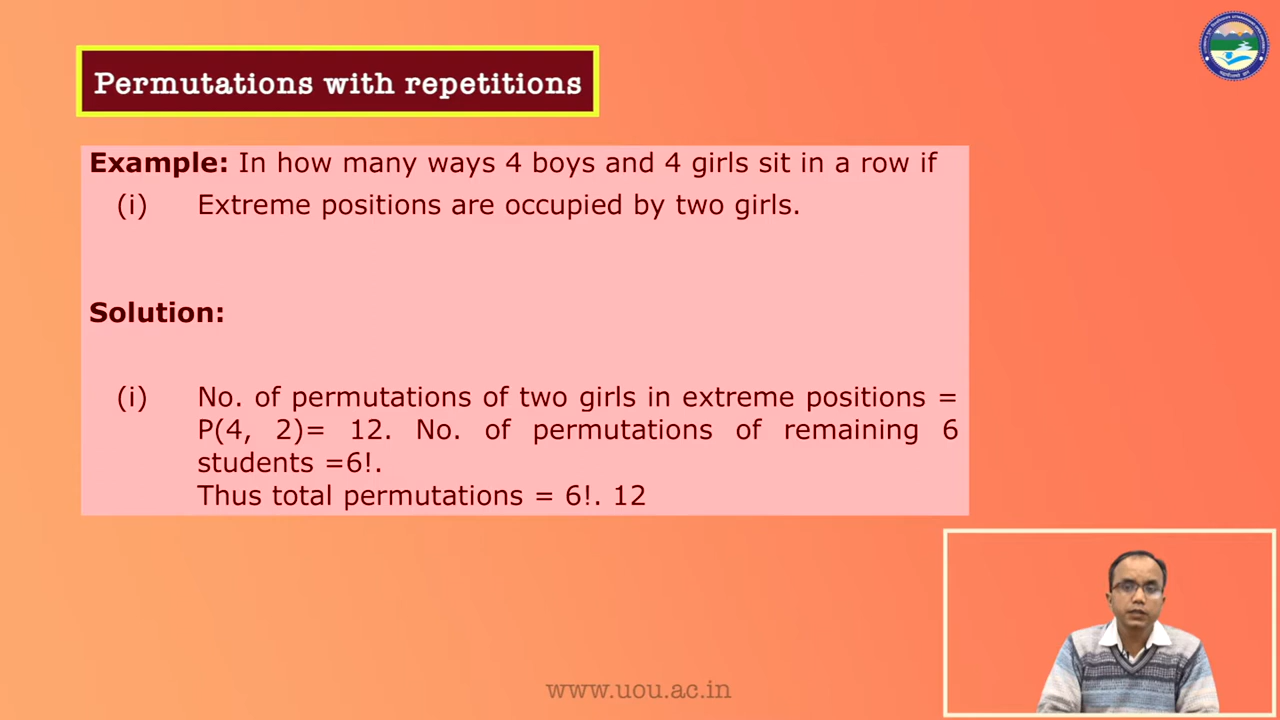 Permutations with repetitions
Example: In how many ways 4 boys and 4 girls sit in a row if
(i) Extreme positions are occupied by two girls.
Solution:
(i) No. of permutations of two girls in extreme positions =
P(4, 2)= 12. No. of permutations of remaining 6
students =6!.
Thus total permutations = 6!. 12
www.uou.ac.in